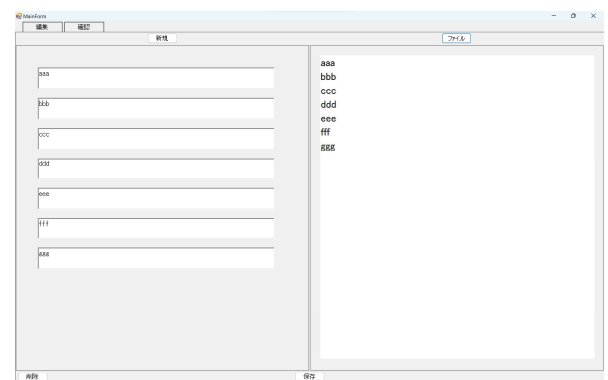 MainForm
編集 確認
新規 ファイル
aaa
bbb
ccc
ddd
eee
fff
ggg
aaa
bbb
ccc
ddd
eee
fff
ggg
削除 保存